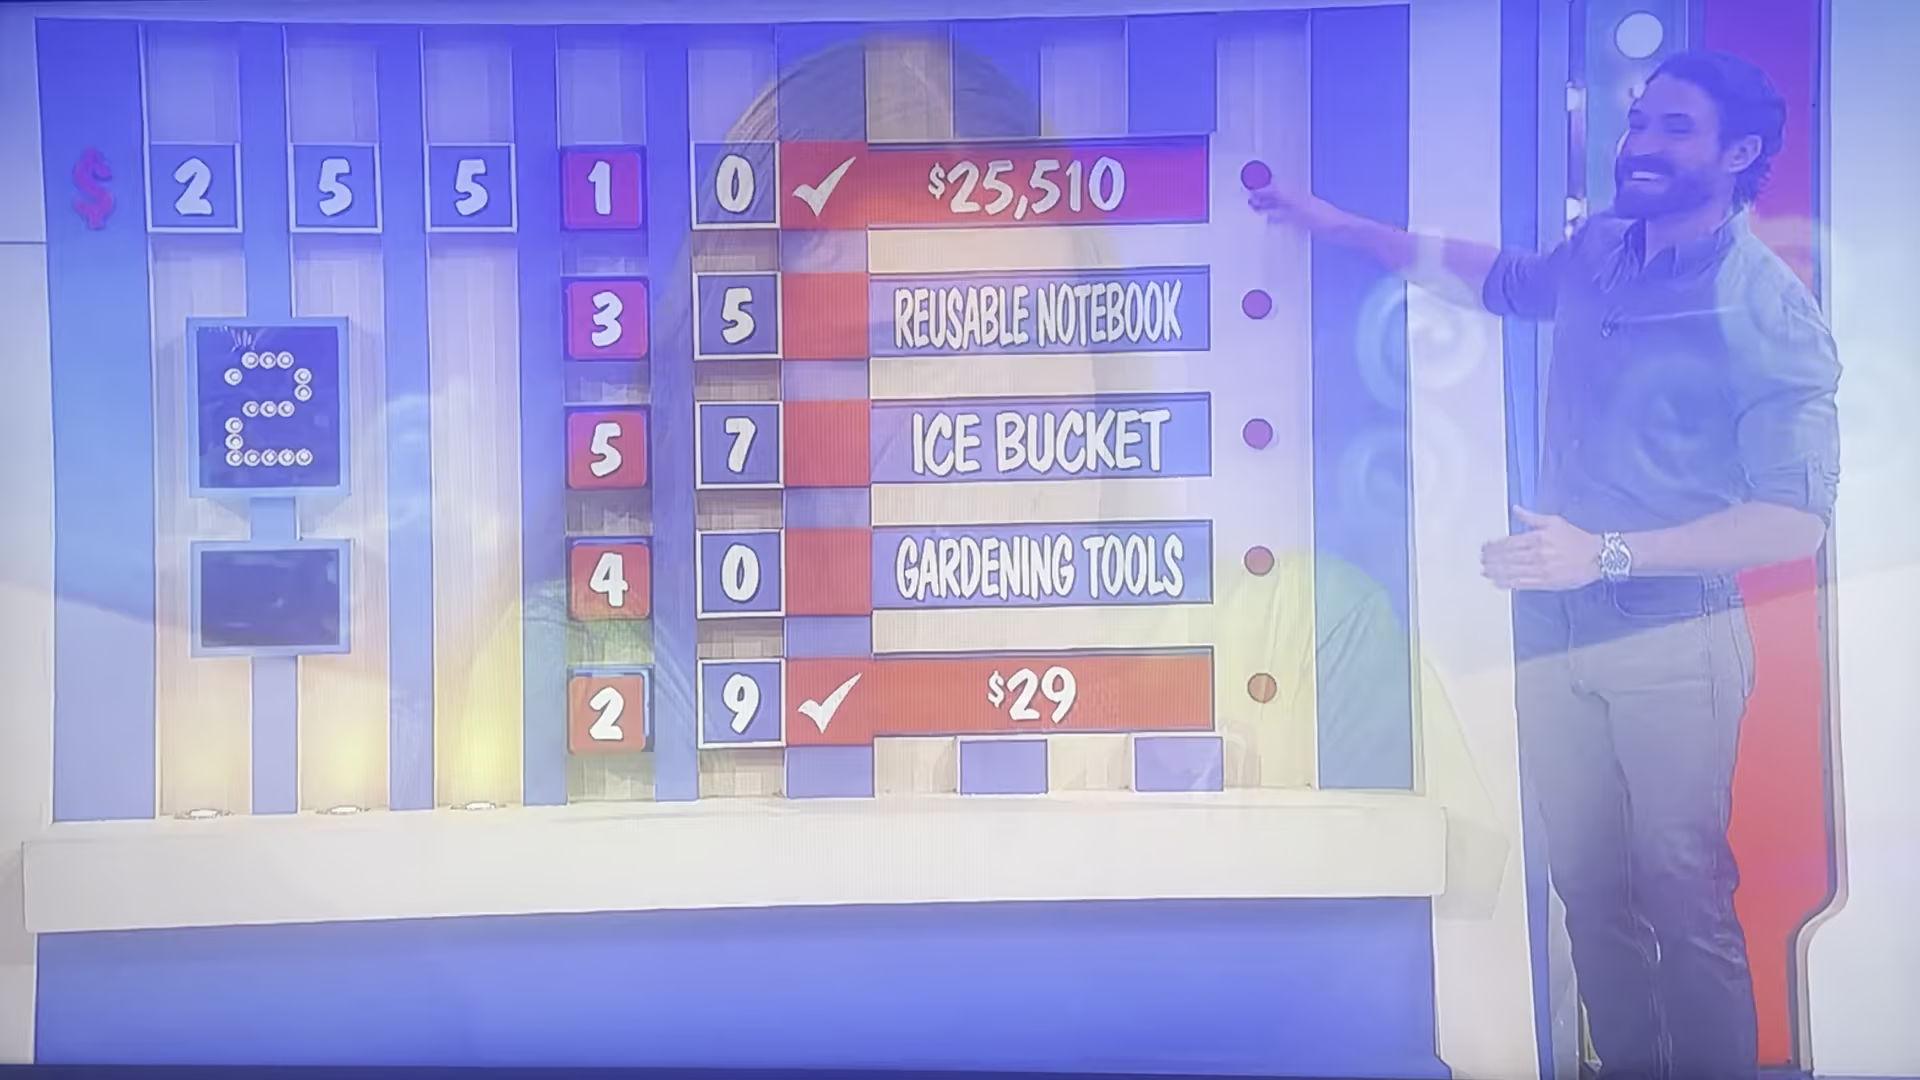 $ 2 5 5 1 0 ✓ $25,510
3 5 REUSABLE NOTEBOOK
2
5 7 ICE BUCKET
4 0 GARDENING TOOLS
2 9 ✓ $29